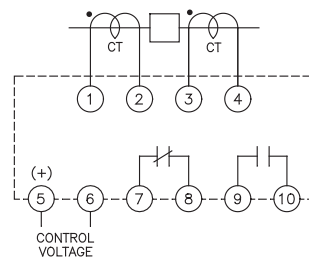 CT CT
1 2 3 4
(+)
5 6 7 8 9 10
CONTROL
VOLTAGE